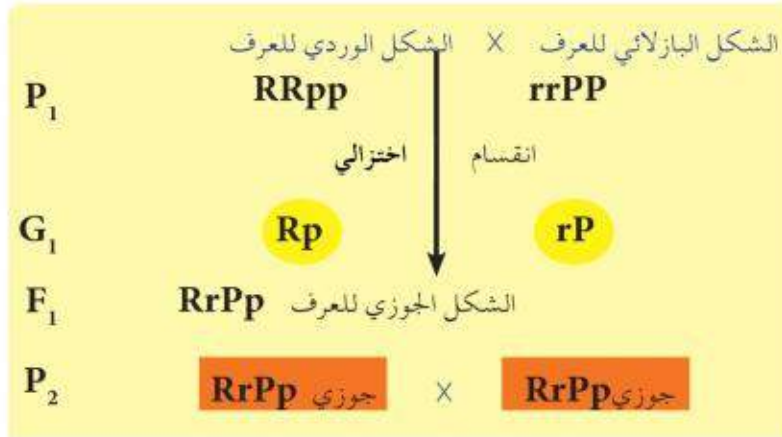 الشكل البازلائي للعرف X الشكل الوردي للعرف
P₁ RRpp rrPP
انقسام اختزالي
G₁ Rp rP
F₁ RrPp الشكل الجوزي للعرف
P₂ جوزي RrPp X جوزي RrPp